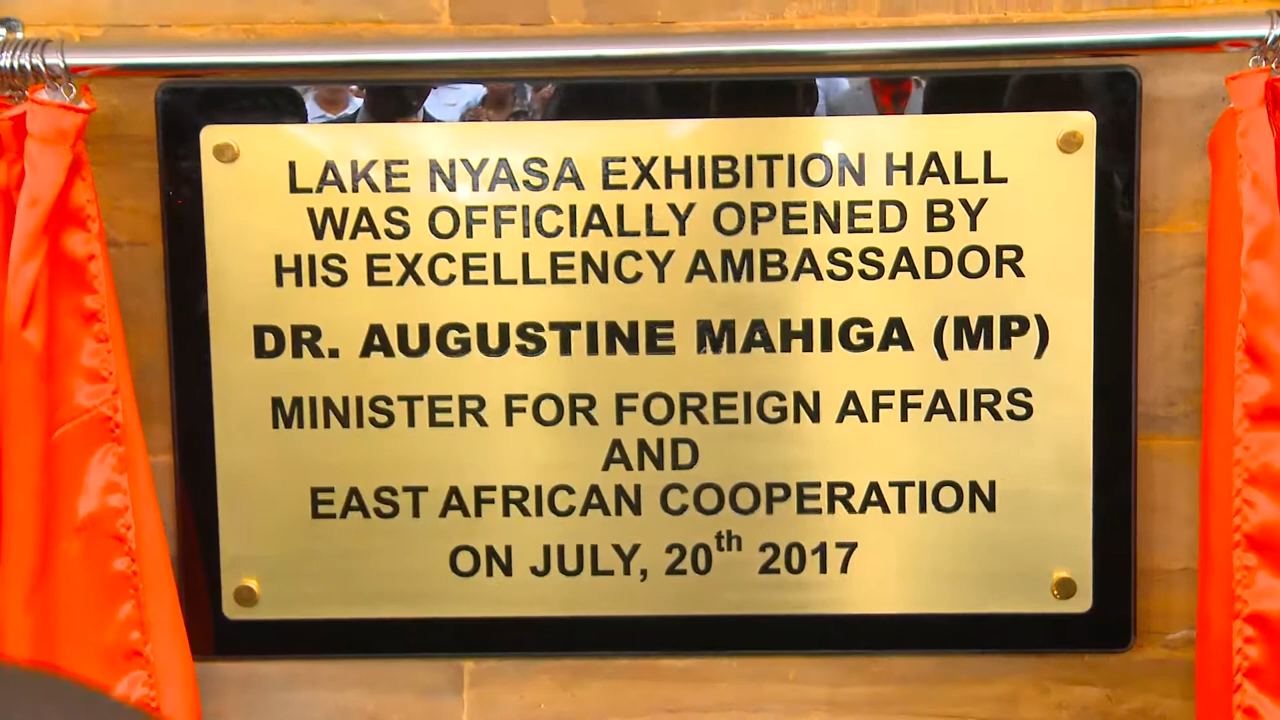 LAKE NYASA EXHIBITION HALL
WAS OFFICIALLY OPENED BY
HIS EXCELLENCY AMBASSADOR
DR. AUGUSTINE MAHIGA (MP)
MINISTER FOR FOREIGN AFFAIRS
AND
EAST AFRICAN COOPERATION
ON JULY, 20th 2017